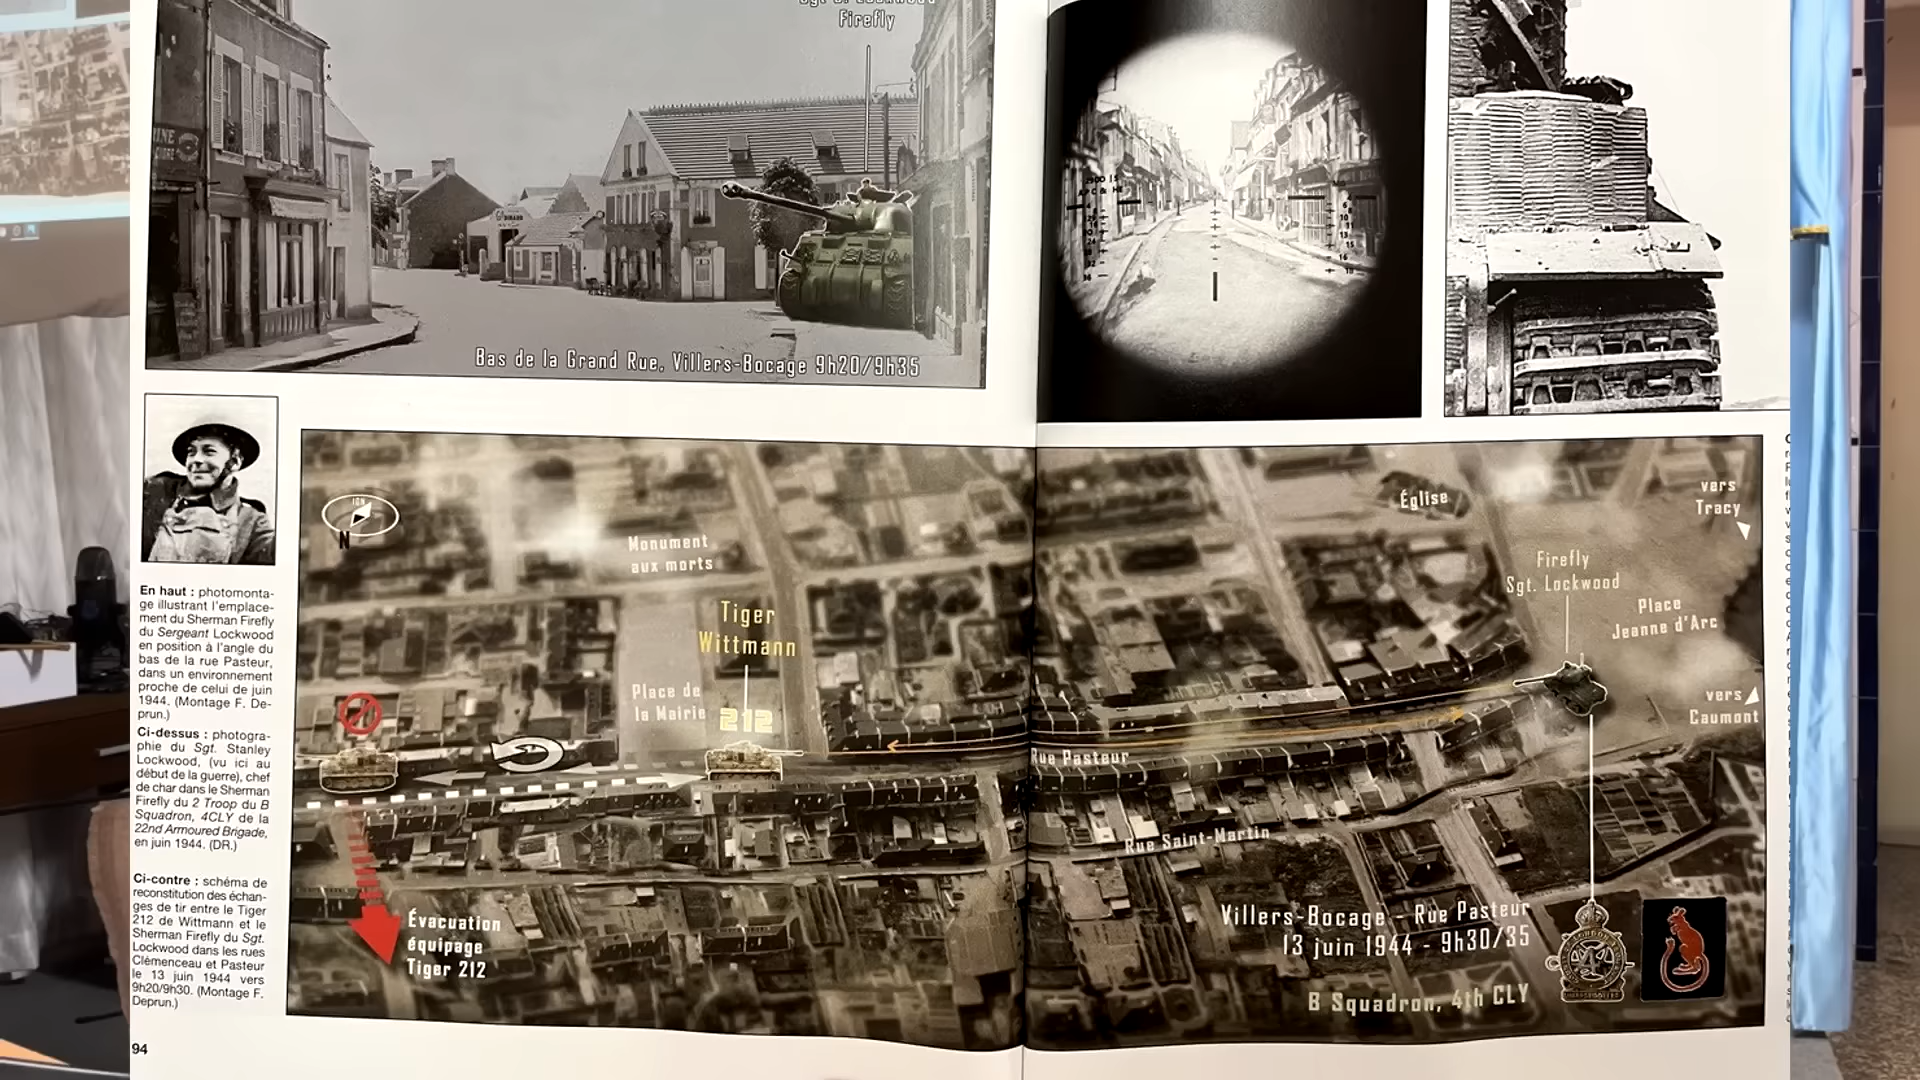 Firefly
Bas de la Grand Rue, Villers-Bocage 9h20/9h35
En haut : photomonta-
ge illustrant l'emplace-
ment du Sherman Firefly
du Sergeant Lockwood
en position à l'angle du
bas de la rue Pasteur,
dans un environnement
proche de celui de juin
1944. (Montage F. De-
prun.)
Ci-dessus : photogra-
phie du Sgt. Stanley
Lockwood, (vu ici au
début de la guerre), chef
de char dans le Sherman
Firefly du 2 Troop du B
Squadron, 4CLY de la
22nd Armoured Brigade,
en juin 1944. (DR.)
Ci-contre : schéma de
reconstitution des échan-
ges de tir entre le Tiger
212 de Wittmann et le
Sherman Firefly du Sgt.
Lockwood dans les rues
Clémenceau et Pasteur
le 13 juin 1944 vers
9h20/9h30. (Montage F.
Deprun.)
94
N
Monument
aux morts
Tiger
Wittmann
Place de
la Mairie
212
Évacuation
équipage
Tiger 212
Église
vers
Tracy
Firefly
Sgt. Lockwood
Place
Jeanne d'Arc
vers
Caumont
Rue Pasteur
Rue Saint-Martin
Villers-Bocage - Rue Pasteur
13 juin 1944 - 9h30/35
B Squadron, 4th CLY